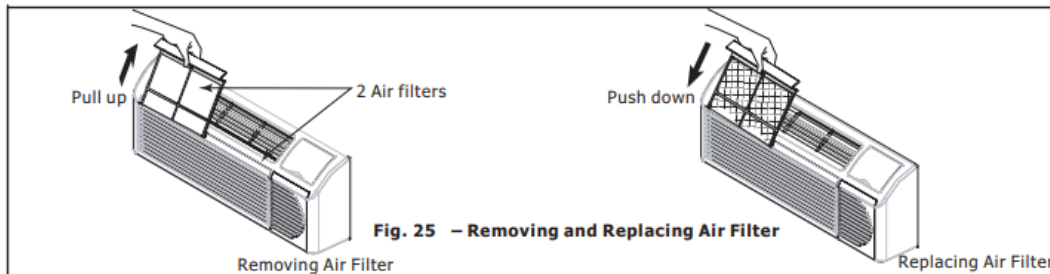 Pull up
2 Air filters
Removing Air Filter
Push down
Replacing Air Filter
Fig. 25 – Removing and Replacing Air Filter